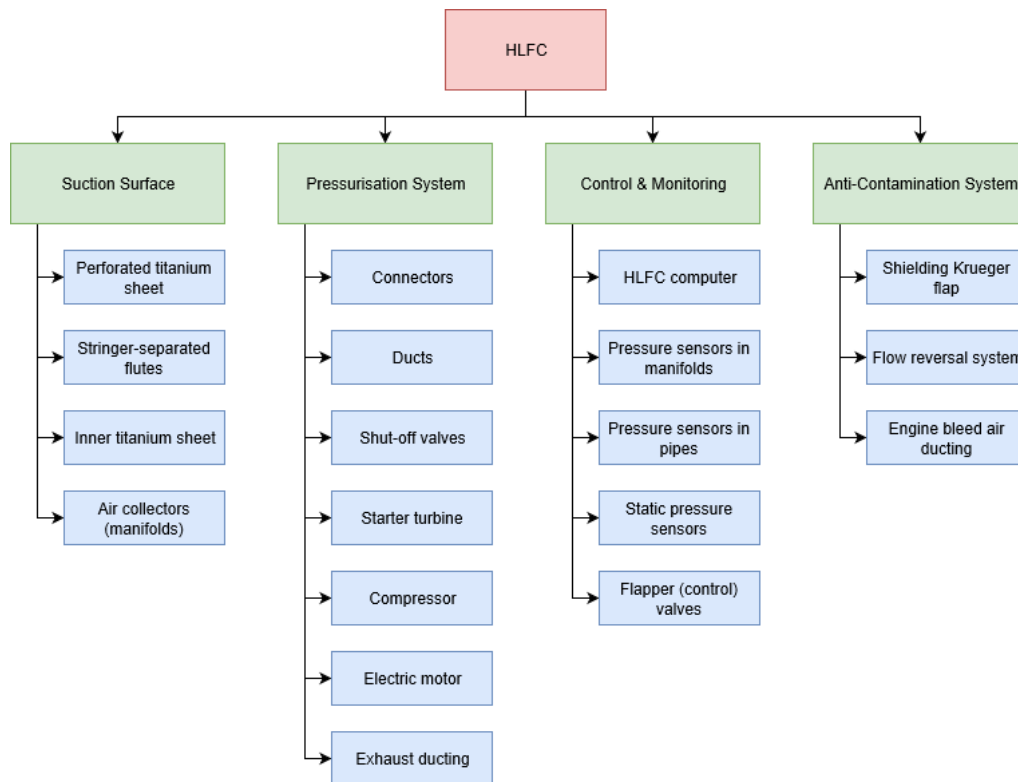 HLFC
Suction Surface
Pressurisation System
Control & Monitoring
Anti-Contamination System
Perforated titanium
sheet
Stringer-separated
flutes
Inner titanium sheet
Air collectors
(manifolds)
Connectors
Ducts
Shut-off valves
Starter turbine
Compressor
Electric motor
Exhaust ducting
HLFC computer
Pressure sensors in
manifolds
Pressure sensors in
pipes
Static pressure
sensors
Flapper (control)
valves
Shielding Krueger
flap
Flow reversal system
Engine bleed air
ducting